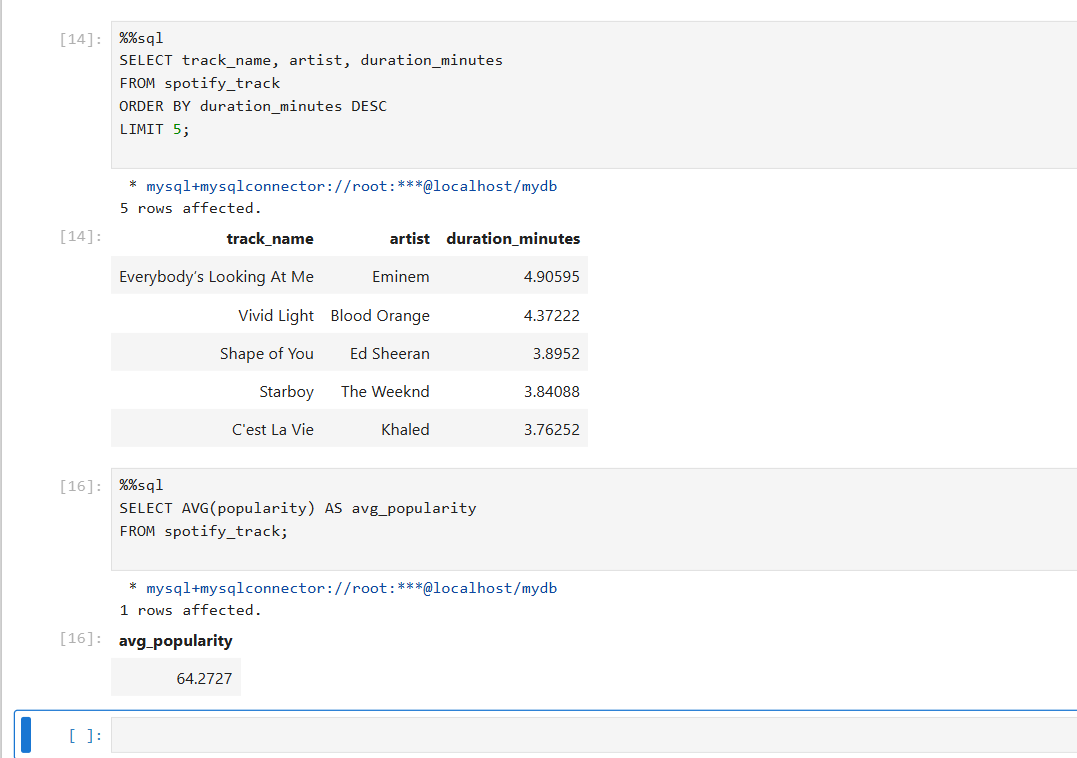 [14]: %%sql
SELECT track_name, artist, duration_minutes
FROM spotify_track
ORDER BY duration_minutes DESC
LIMIT 5;
* mysql+mysqlconnector://root:***@localhost/mydb
5 rows affected.
[14]: track_name artist duration_minutes
Everybody’s Looking At Me Eminem 4.90595
Vivid Light Blood Orange 4.37222
Shape of You Ed Sheeran 3.8952
Starboy The Weeknd 3.84088
C'est La Vie Khaled 3.76252
[16]: %%sql
SELECT AVG(popularity) AS avg_popularity
FROM spotify_track;
* mysql+mysqlconnector://root:***@localhost/mydb
1 rows affected.
[16]: avg_popularity
64.2727
[ ]: